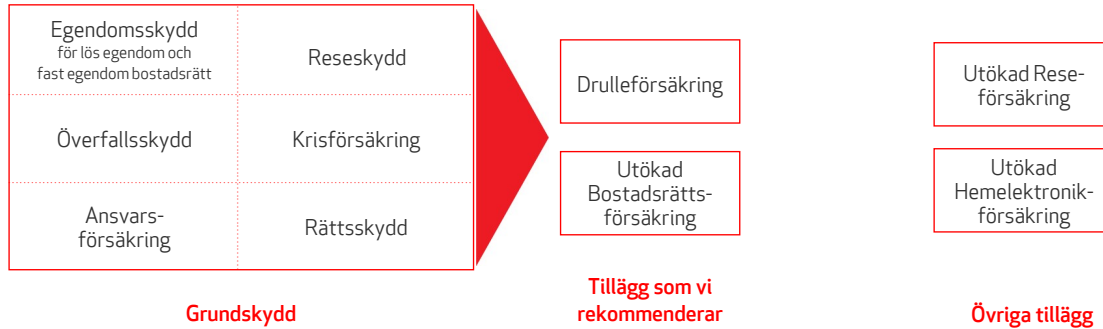 Egendomsskydd
för lös egendom och
fast egendom bostadsrätt
Reseskydd
Överfallsskydd
Krisförsäkring
Ansvars-
försäkring
Rättsskydd
Grundskydd
Drulleförsäkring
Utökad
Bostadsrätts-
försäkring
Tillägg som vi
rekommenderar
Utökad Rese-
försäkring
Utökad
Hemelektronik-
försäkring
Övriga tillägg